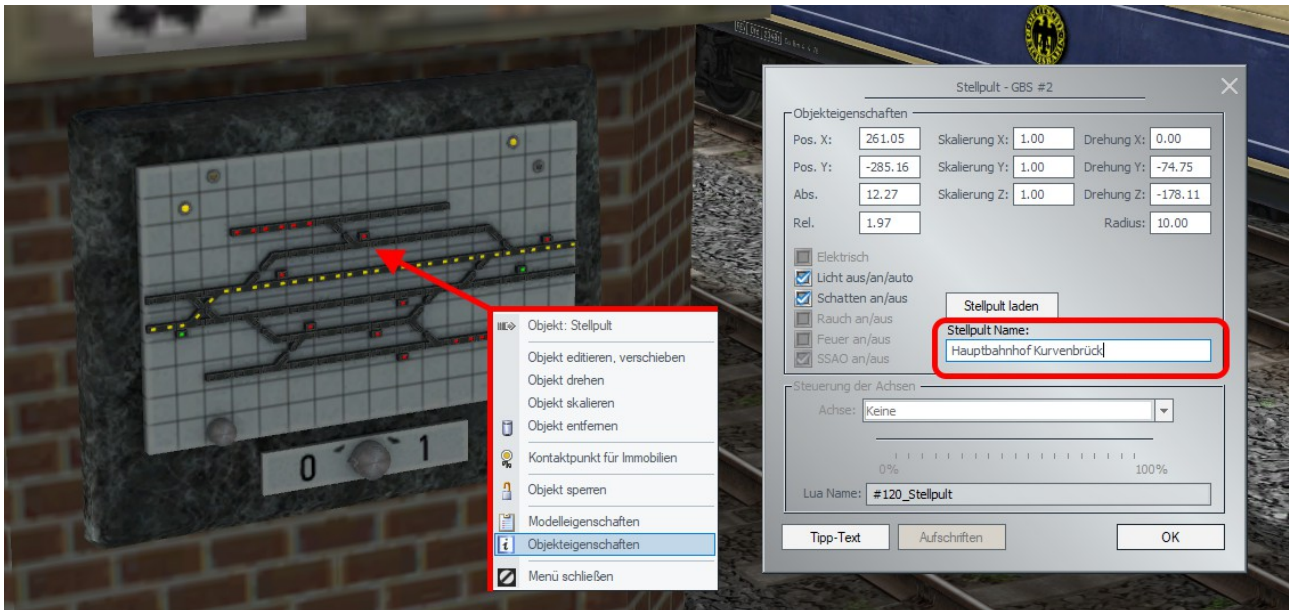 0 1
Objekt: Stellpult
Objekt editieren, verschieben
Objekt drehen
Objekt skalieren
Objekt entfernen
Kontaktpunkt für Immobilien
Objekt sperren
Modelleigenschaften
Objekteigenschaften
Menü schließen
Stellpult - GBS #2
Objekteigenschaften
Pos. X: 261.05 Skalierung X: 1.00 Drehung X: 0.00
Pos. Y: -285.16 Skalierung Y: 1.00 Drehung Y: -74.75
Abs. 12.27 Skalierung Z: 1.00 Drehung Z: -178.11
Rel. 1.97 Radius: 10.00
Elektrisch
Licht aus/an/auto
Schatten an/aus
Rauch an/aus
Feuer an/aus
SSAO an/aus
Stellpult laden
Stellpult Name:
Hauptbahnhof Kurvenbrück
Steuerung der Achsen
Achse: Keine
0% 100%
Lua Name: #120_Stellpult
Tipp-Text Aufschriften OK